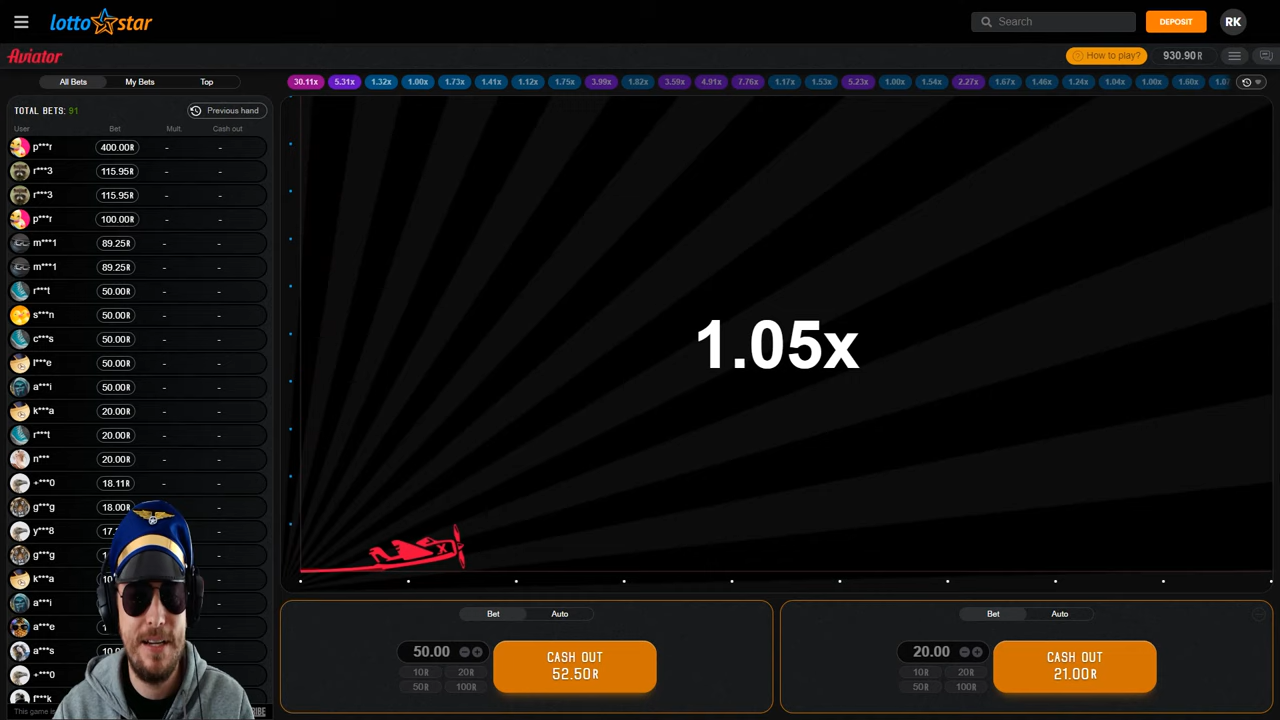 lotto star
Search
DEPOSIT
RK
Aviator
How to play?
930.90R
All Bets
My Bets
Top
30.11x 5.31x 1.32x 1.00x 1.73x 1.41x 1.12x 1.75x 3.99x 1.82x 3.59x 4.91x 7.76x 1.17x 1.53x 5.23x 1.00x 1.54x 2.27x 1.67x 1.46x 1.24x 1.04x 1.00x 1.60x
TOTAL BETS: 91
Previous hand
User Bet Mult. Cash out
p***r 400.00R - -
r***3 115.95R - -
r***3 115.95R - -
p***r 100.00R - -
m***1 89.25R - -
m***1 89.25R - -
r***t 50.00R - -
s***n 50.00R - -
c***s 50.00R - -
l***e 50.00R - -
a***i 50.00R - -
k***a 20.00R - -
r***t 20.00R - -
n*** 20.00R - -
+***0 18.11R - -
g***g 18.00R - -
y***8 - -
g***g - -
k***a - -
a***i - -
a***e - -
a***s - -
+***0 - -
f***k
This game is
1.05x
Bet Auto
50.00
10R 20R
50R 100R
CASH OUT
52.50R
Bet Auto
20.00
10R 20R
50R 100R
CASH OUT
21.00R